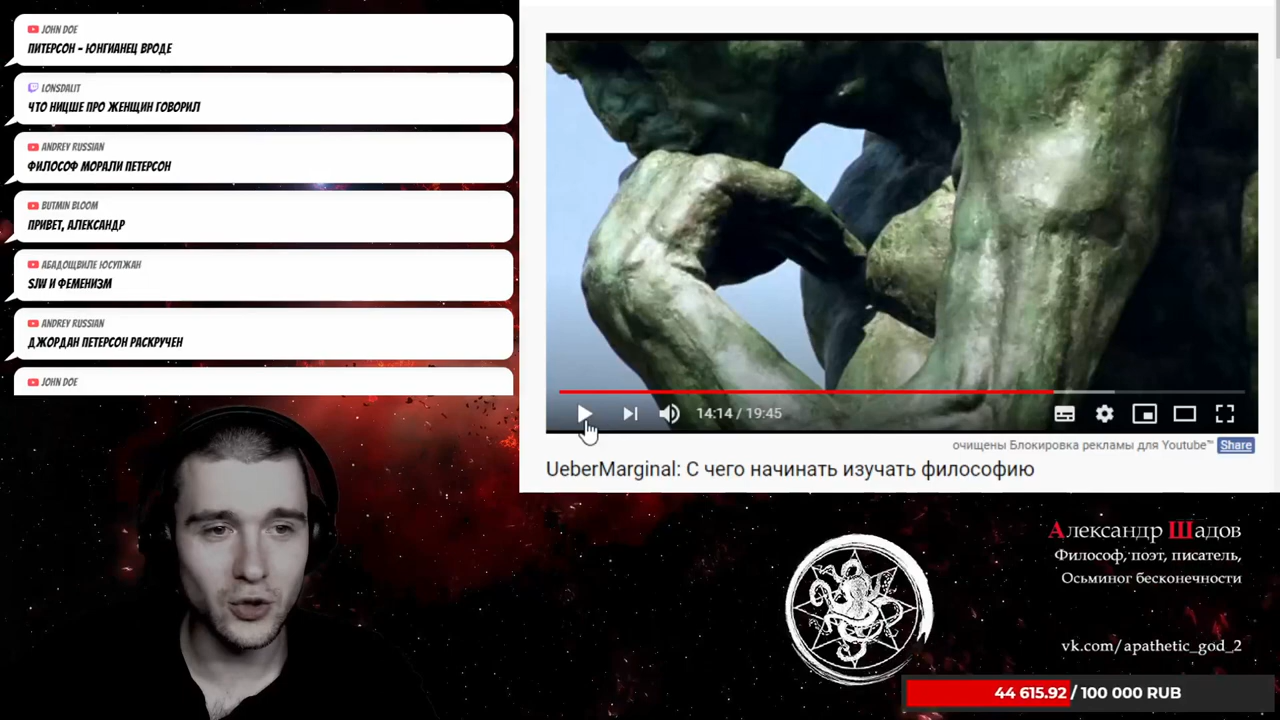 JOHN DOE
ПИТЕРСОН - ЮНГИАНЕЦ ВРОДЕ
LONSDALIT
ЧТО НИЦШЕ ПРО ЖЕНЩИН ГОВОРИЛ
ANDREY RUSSIAN
ФИЛОСОФ МОРАЛИ ПЕТЕРСОН
BUTMIN BLOOM
ПРИВЕТ, АЛЕКСАНДР
АБАДОЩВИЛЕ ЮСУПЖАН
SJW И ФЕМЕНИЗМ
ANDREY RUSSIAN
ДЖОРДАН ПЕТЕРСОН РАСКРУЧЕН
JOHN DOE
14:14 / 19:45
очищены Блокировка рекламы для Youtube™ Share
UeberMarginal: С чего начинать изучать философию
Александр Шадов
Философ, поэт, писатель,
Осьминог бесконечности
vk.com/apathetic_god_2
44 615.92 / 100 000 RUB